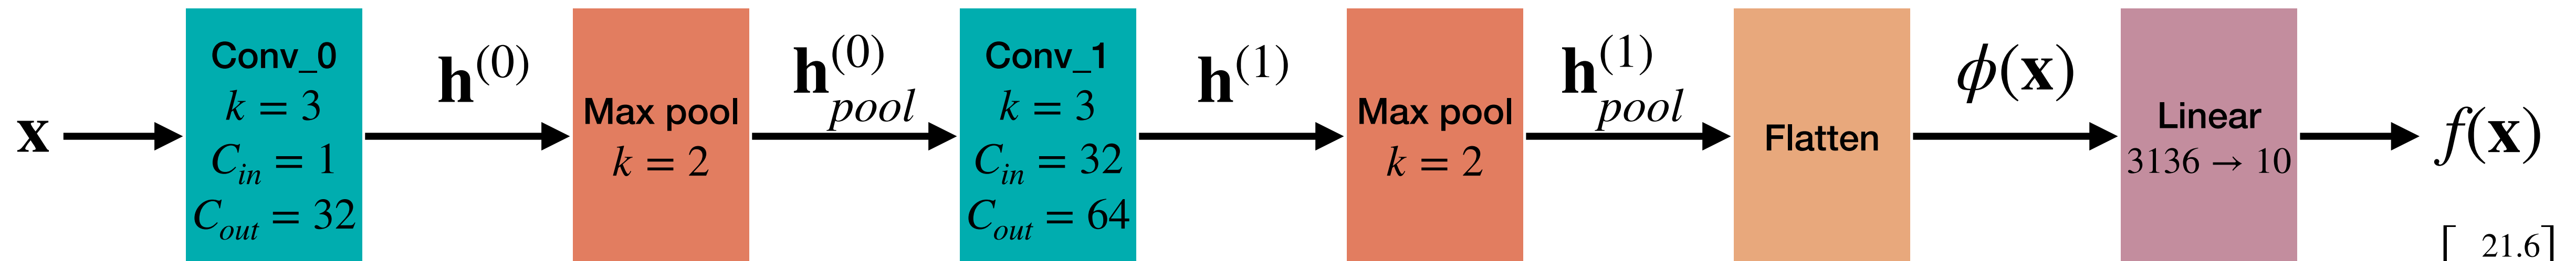 x
Conv_0
k = 3
C_in = 1
C_out = 32
h^(0)
Max pool
k = 2
h^(0)_pool
Conv_1
k = 3
C_in = 32
C_out = 64
h^(1)
Max pool
k = 2
h^(1)_pool
Flatten
ϕ(x)
Linear
3136 → 10
f(x)
21.6